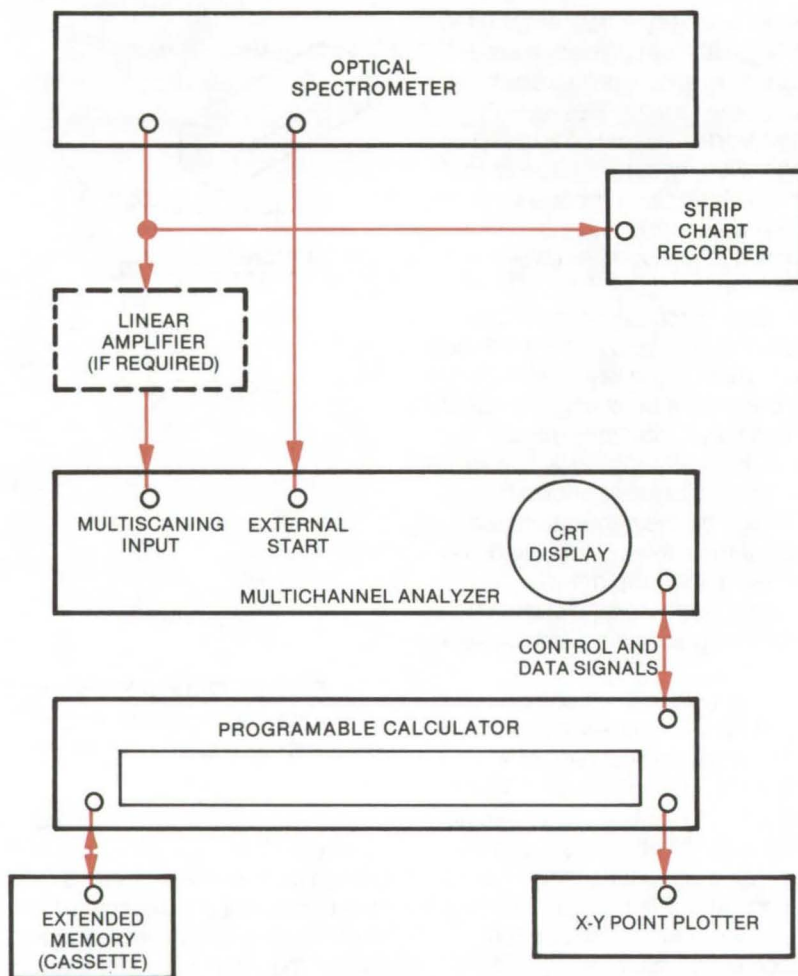 OPTICAL
SPECTROMETER
STRIP
CHART
RECORDER
LINEAR
AMPLIFIER
(IF REQUIRED)
MULTISCANING
INPUT
EXTERNAL
START
CRT
DISPLAY
MULTICHANNEL ANALYZER
CONTROL AND
DATA SIGNALS
PROGRAMABLE CALCULATOR
EXTENDED
MEMORY
(CASSETTE)
X-Y POINT PLOTTER